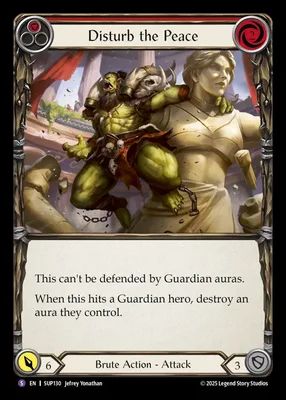 Disturb the Peace
This can't be defended by Guardian auras.
When this hits a Guardian hero, destroy an
aura they control.
6 Brute Action - Attack 3
S EN | SUP130 Jefrey Yonathan © 2025 Legend Story Studios